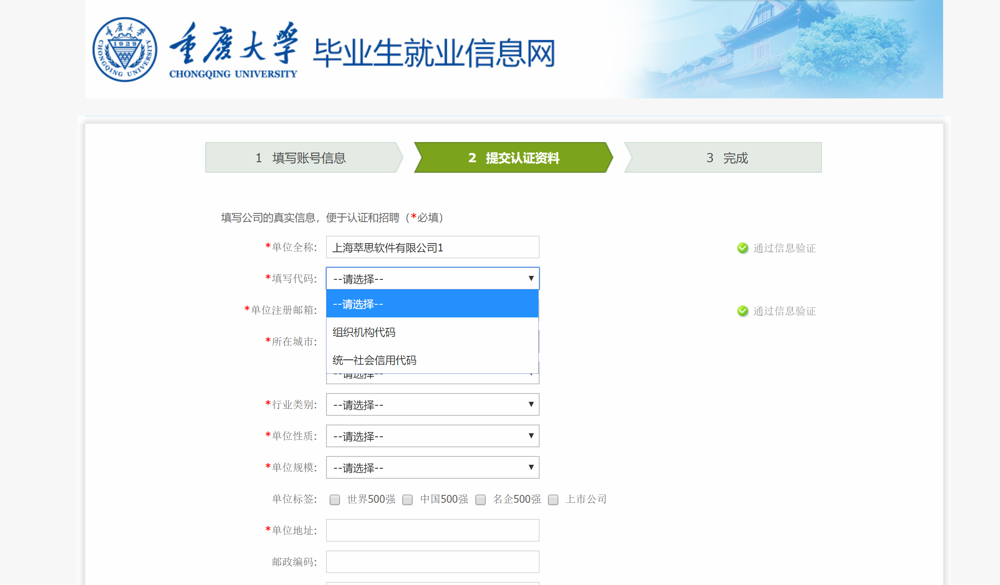 重庆大学
CHONGQING UNIVERSITY
1929
重庆大学
CHONGQING UNIVERSITY
毕业生就业信息网
1 填写账号信息
2 提交认证资料
3 完成
填写公司的真实信息，便于认证和招聘（*必填）
*单位全称: 上海萃思软件有限公司1 通过信息验证
*填写代码: --请选择--
--请选择--
*单位注册邮箱: 通过信息验证
组织机构代码
*所在城市:
统一社会信用代码
--请选择--
*行业类别: --请选择--
*单位性质: --请选择--
*单位规模: --请选择--
单位标签: 世界500强 中国500强 名企500强 上市公司
*单位地址:
邮政编码: